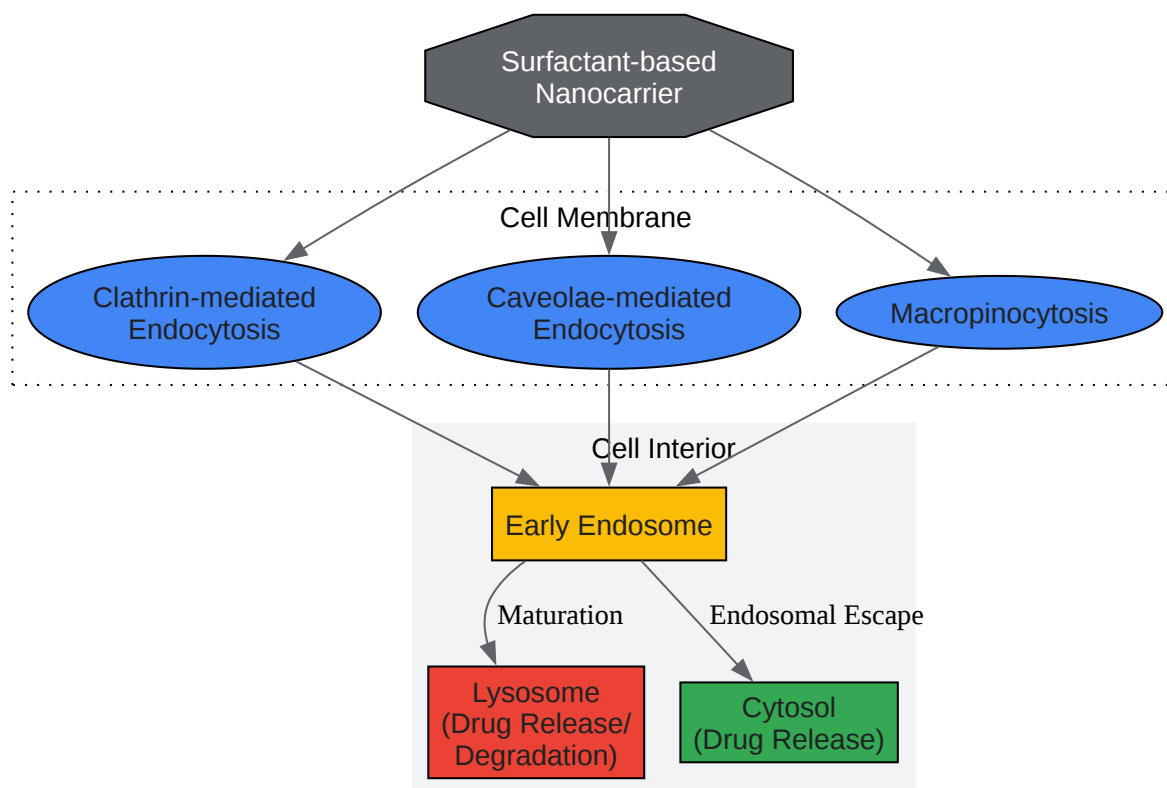 Surfactant-based
Nanocarrier
Cell Membrane
Clathrin-mediated
Endocytosis
Caveolae-mediated
Endocytosis
Macropinocytosis
Cell Interior
Early Endosome
Maturation
Endosomal Escape
Lysosome
(Drug Release/
Degradation)
Cytosol
(Drug Release)